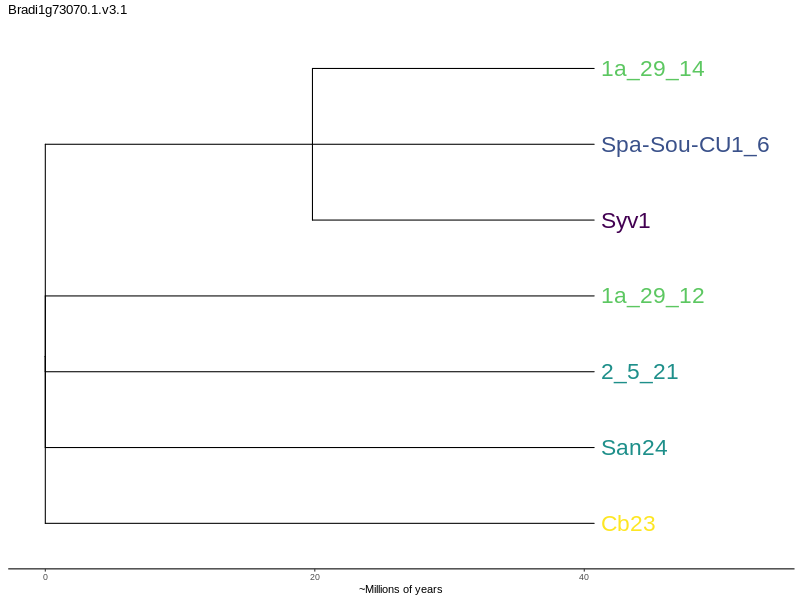 Bradi1g73070.1.v3.1
1a_29_14
Spa-Sou-CU1_6
Syv1
1a_29_12
2_5_21
San24
Cb23
0 20 40
~Millions of years